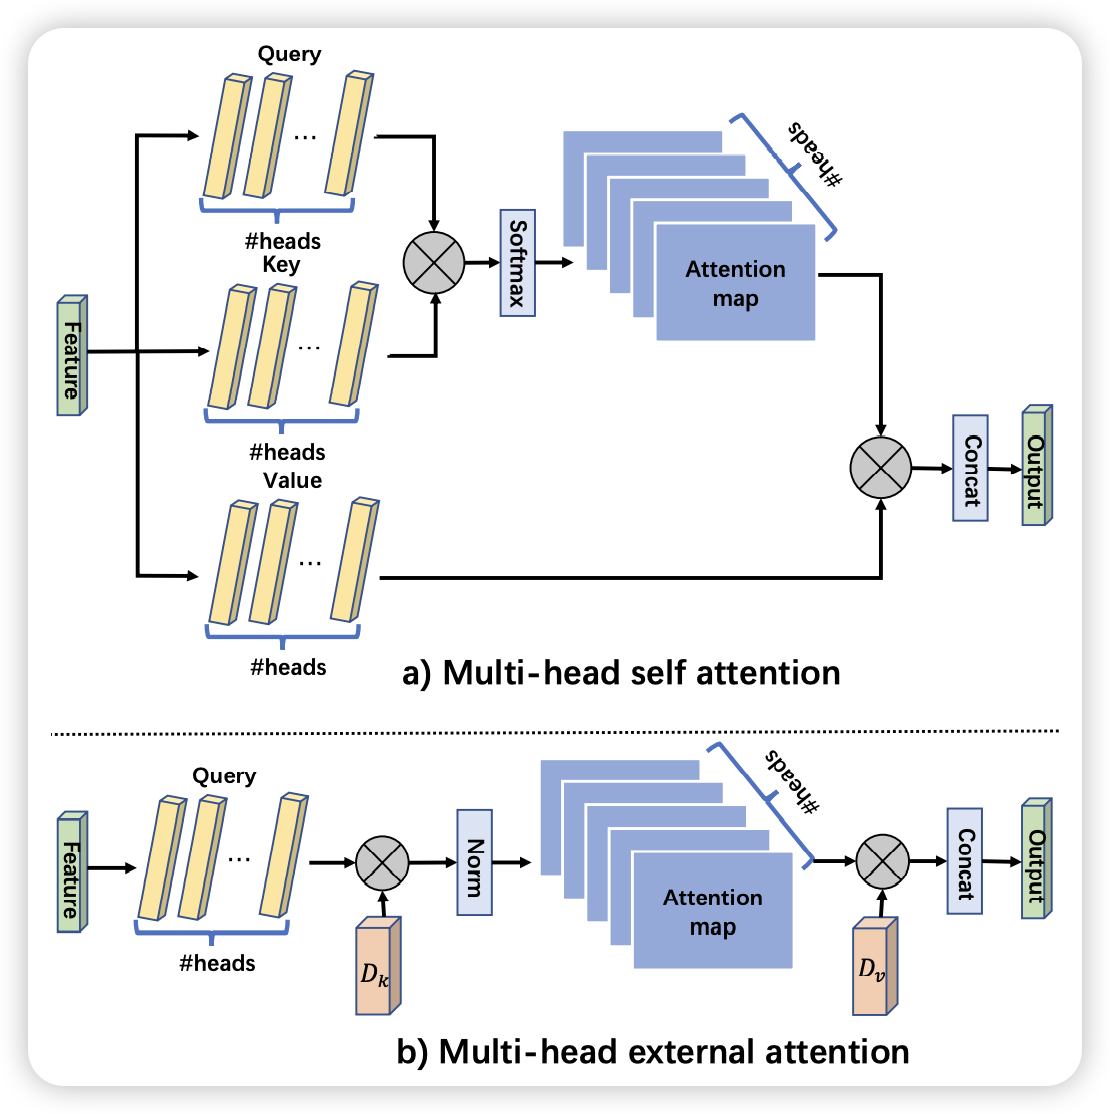 Query
...
#heads
#heads
Key
Softmax
Attention
map
Feature
...
#heads
Value
Concat
Output
...
#heads
a) Multi-head self attention
Query
#heads
Feature
...
Norm
Attention
map
Concat
Output
#heads
D_k
D_v
b) Multi-head external attention